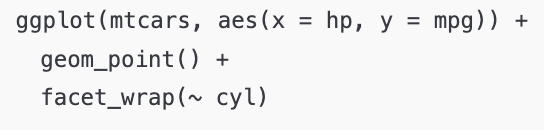 ggplot(mtcars, aes(x = hp, y = mpg)) +
  geom_point() +
  facet_wrap(~ cyl)